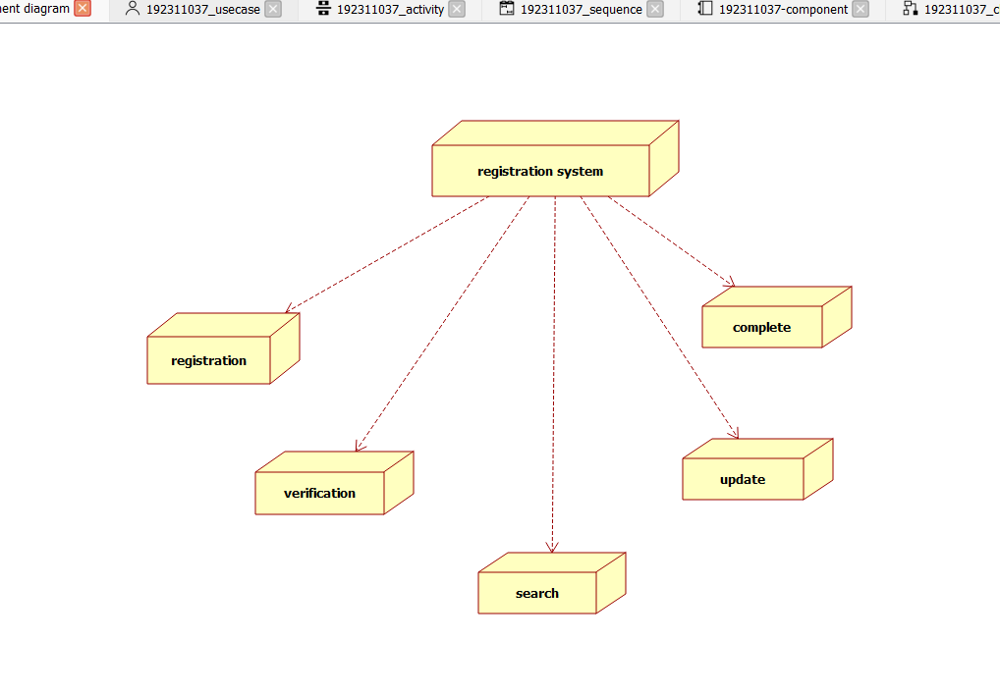 ent diagram
192311037_usecase
192311037_activity
192311037_sequence
192311037-component
192311037_c
registration system
complete
registration
update
verification
search